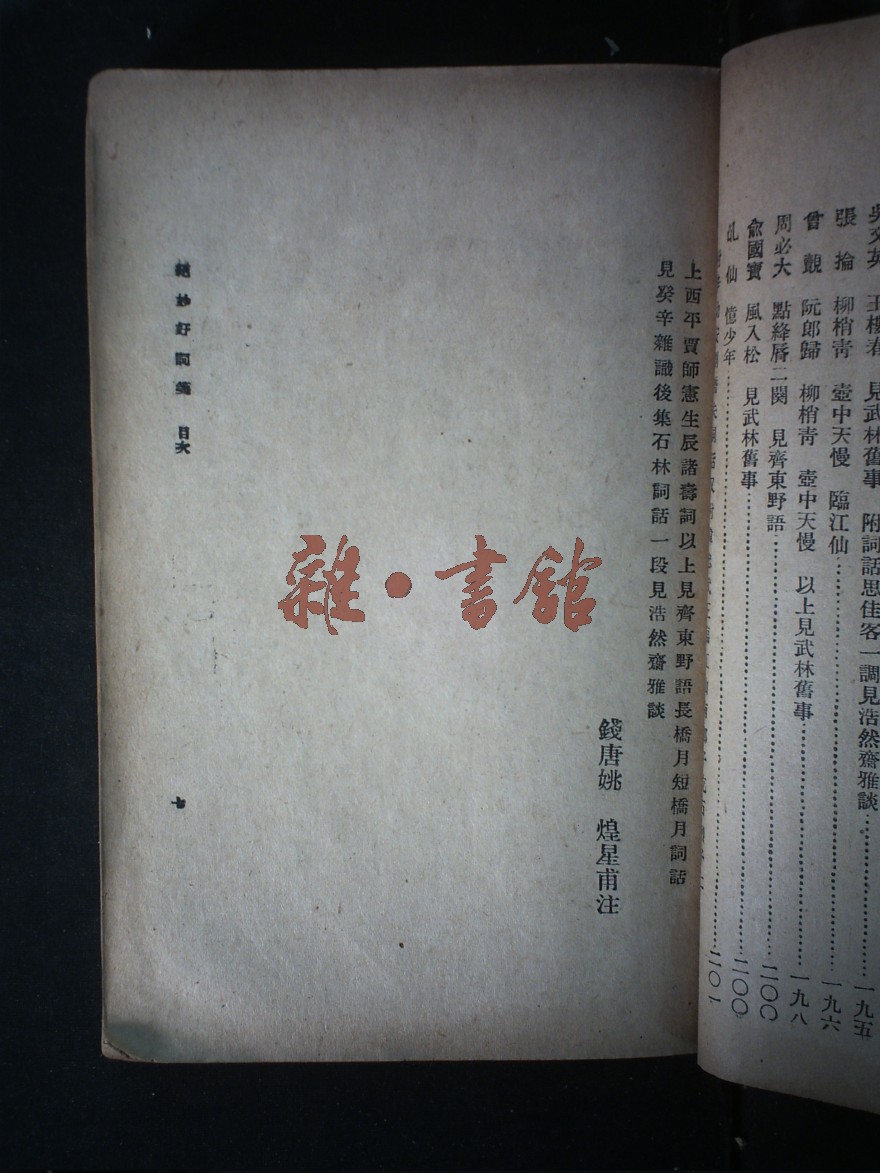 吳文英 玉樓春 見武林舊事 附詞話思佳客一調見浩然齋雅談……一九五
張掄 柳梢靑 壺中天慢 臨江仙……一九六
曾覿 阮郎歸 柳梢靑 壺中天慢 以上見武林舊事……一九八
周必大 點絳唇二闋 見齊東野語……二〇〇
兪國寶 風入松 見武林舊事……二〇〇
乩仙 憶少年……二〇一
上西平賈師憲生辰諸壽詞以上見齊東野語長橋月短橋月詞話
見癸辛雜識後集石林詞話一段見浩然齋雅談
錢唐姚 煌星甫注
絕妙好詞箋 目次
七
雜·書館